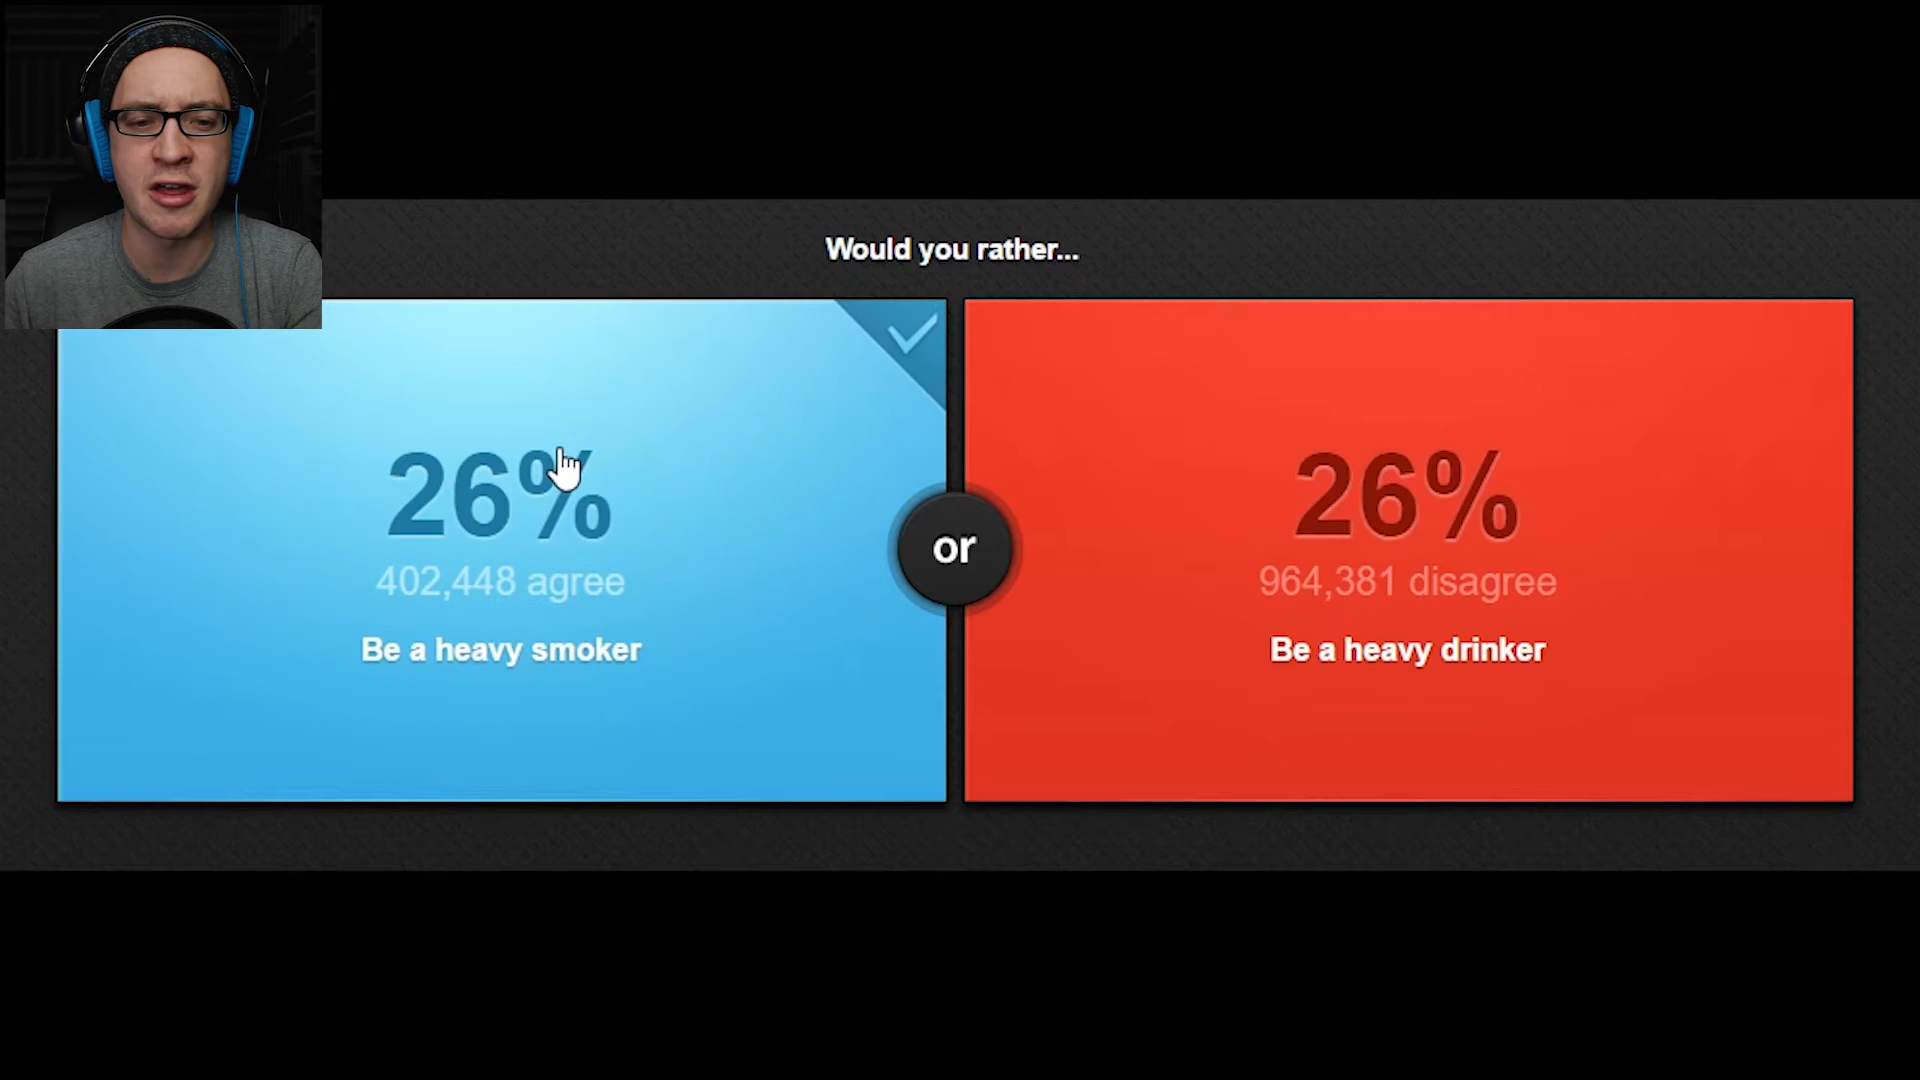 Would you rather...
26%
402,448 agree
Be a heavy smoker
or
26%
964,381 disagree
Be a heavy drinker